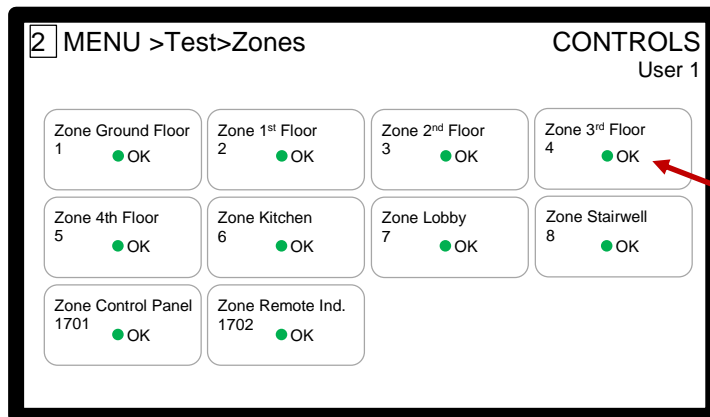 2 MENU >Test>Zones CONTROLS
User 1
Zone Ground Floor Zone 1st Floor Zone 2nd Floor Zone 3rd Floor
1 OK 2 OK 3 OK 4 OK
Zone 4th Floor Zone Kitchen Zone Lobby Zone Stairwell
5 OK 6 OK 7 OK 8 OK
Zone Control Panel Zone Remote Ind.
1701 OK 1702 OK